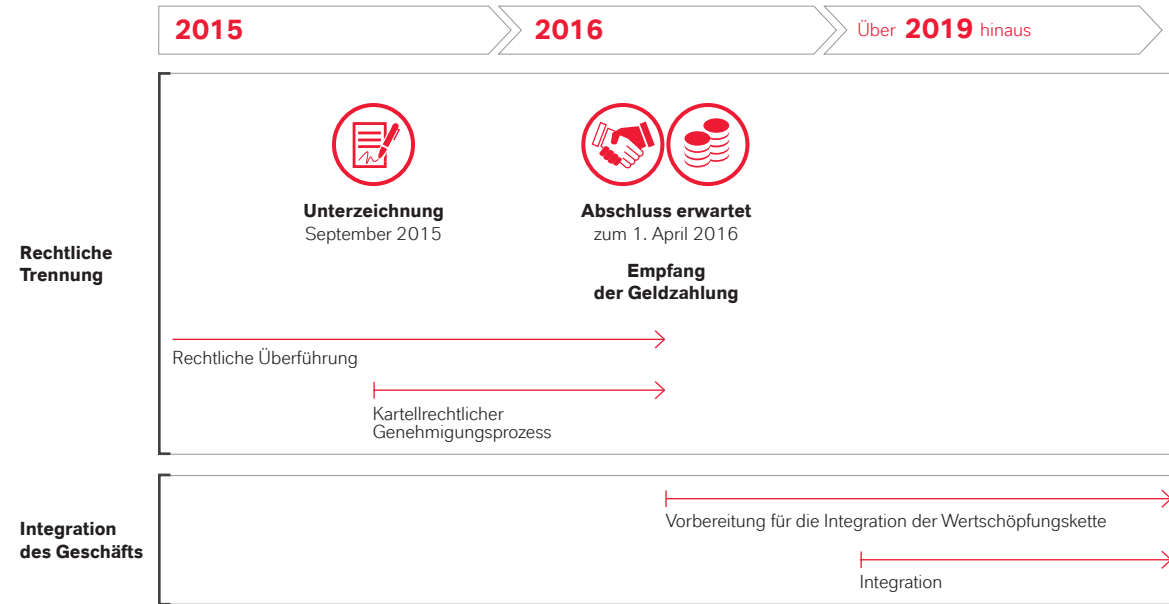 2015
2016
Über 2019 hinaus
Rechtliche
Trennung
Unterzeichnung
September 2015
Abschluss erwartet
zum 1. April 2016
Empfang
der Geldzahlung
Rechtliche Überführung
Kartellrechtlicher
Genehmigungsprozess
Integration
des Geschäfts
Vorbereitung für die Integration der Wertschöpfungskette
Integration